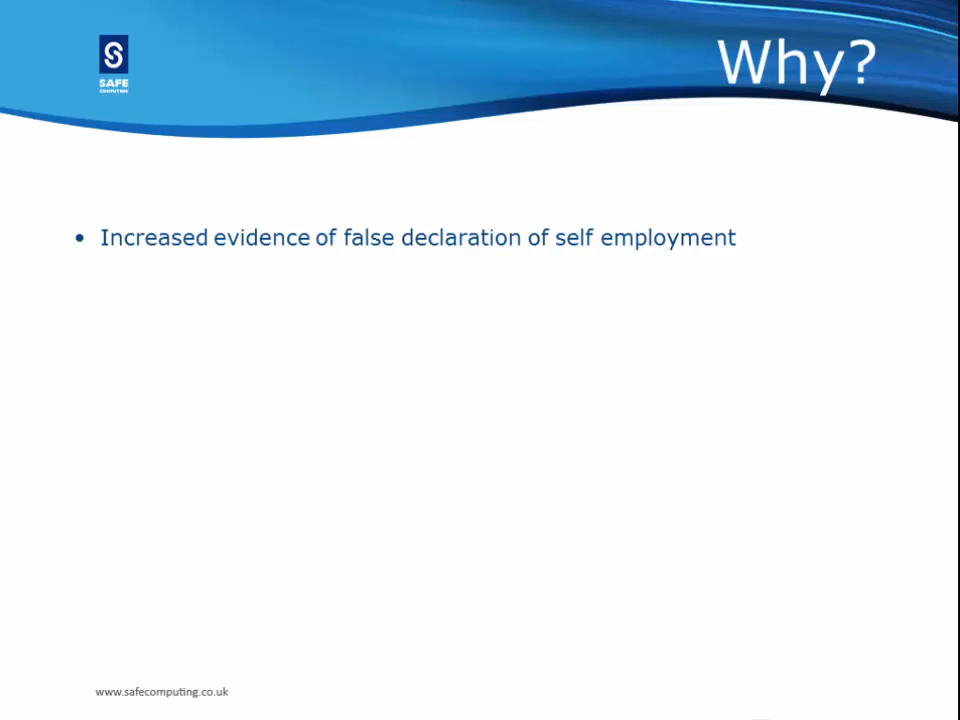 Why?
SAFE
COMPUTING
• Increased evidence of false declaration of self employment
www.safecomputing.co.uk